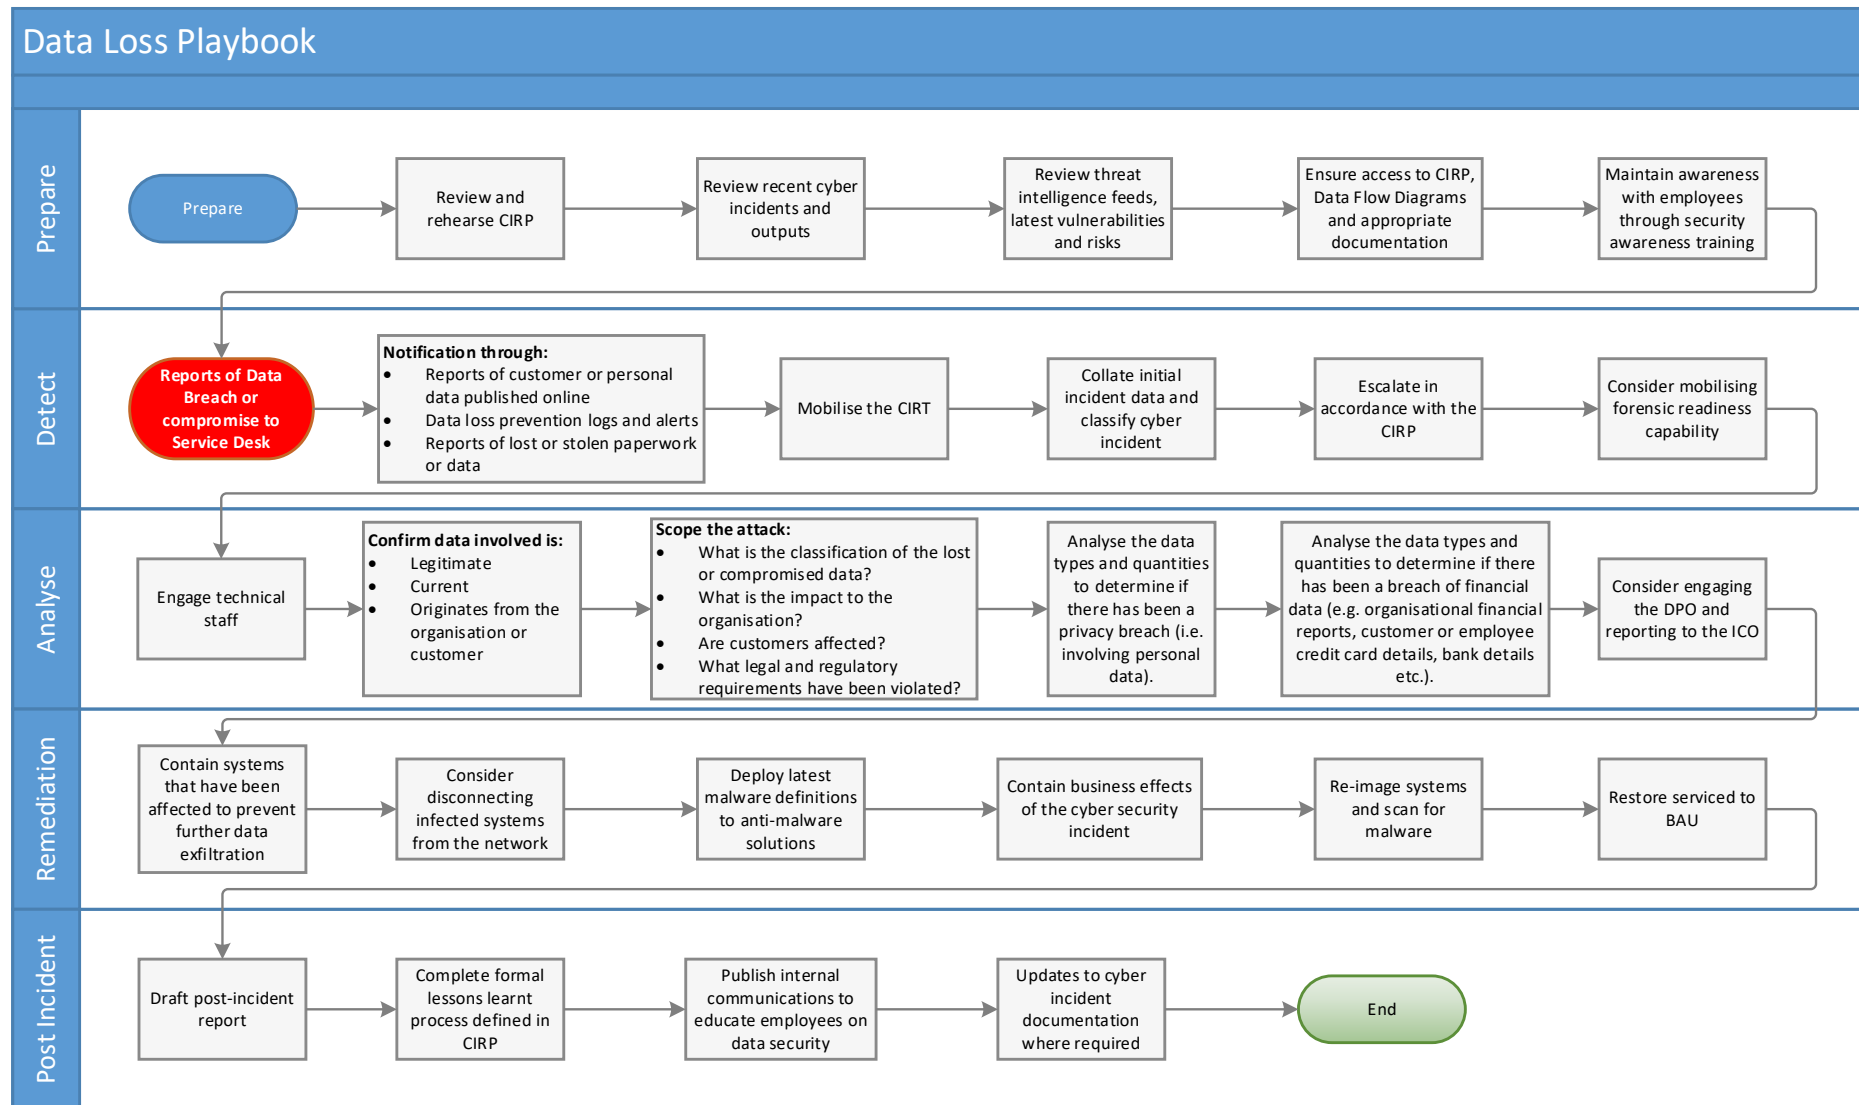 Data Loss Playbook
Prepare
Prepare
Review and
rehearse CIRP
Review recent cyber
incidents and
outputs
Review threat
intelligence feeds,
latest vulnerabilities
and risks
Ensure access to CIRP,
Data Flow Diagrams
and appropriate
documentation
Maintain awareness
with employees
through security
awareness training
Detect
Reports of Data
Breach or
compromise to
Service Desk
Notification through:
• Reports of customer or personal
data published online
• Data loss prevention logs and alerts
• Reports of lost or stolen paperwork
or data
Mobilise the CIRT
Collate initial
incident data and
classify cyber
incident
Escalate in
accordance with the
CIRP
Consider mobilising
forensic readiness
capability
Analyse
Engage technical
staff
Confirm data involved is:
• Legitimate
• Current
• Originates from the
organisation or
customer
Scope the attack:
• What is the classification of the lost
or compromised data?
• What is the impact to the
organisation?
• Are customers affected?
• What legal and regulatory
requirements have been violated?
Analyse the data
types and quantities
to determine if
there has been a
privacy breach (i.e.
involving personal
data).
Analyse the data types and
quantities to determine if there
has been a breach of financial
data (e.g. organisational financial
reports, customer or employee
credit card details, bank details
etc.).
Consider engaging
the DPO and
reporting to the ICO
Remediation
Contain systems
that have been
affected to prevent
further data
exfiltration
Consider
disconnecting
infected systems
from the network
Deploy latest
malware definitions
to anti-malware
solutions
Contain business effects
of the cyber security
incident
Re-image systems
and scan for
malware
Restore serviced to
BAU
Post Incident
Draft post-incident
report
Complete formal
lessons learnt
process defined in
CIRP
Publish internal
communications to
educate employees on
data security
Updates to cyber
incident
documentation
where required
End